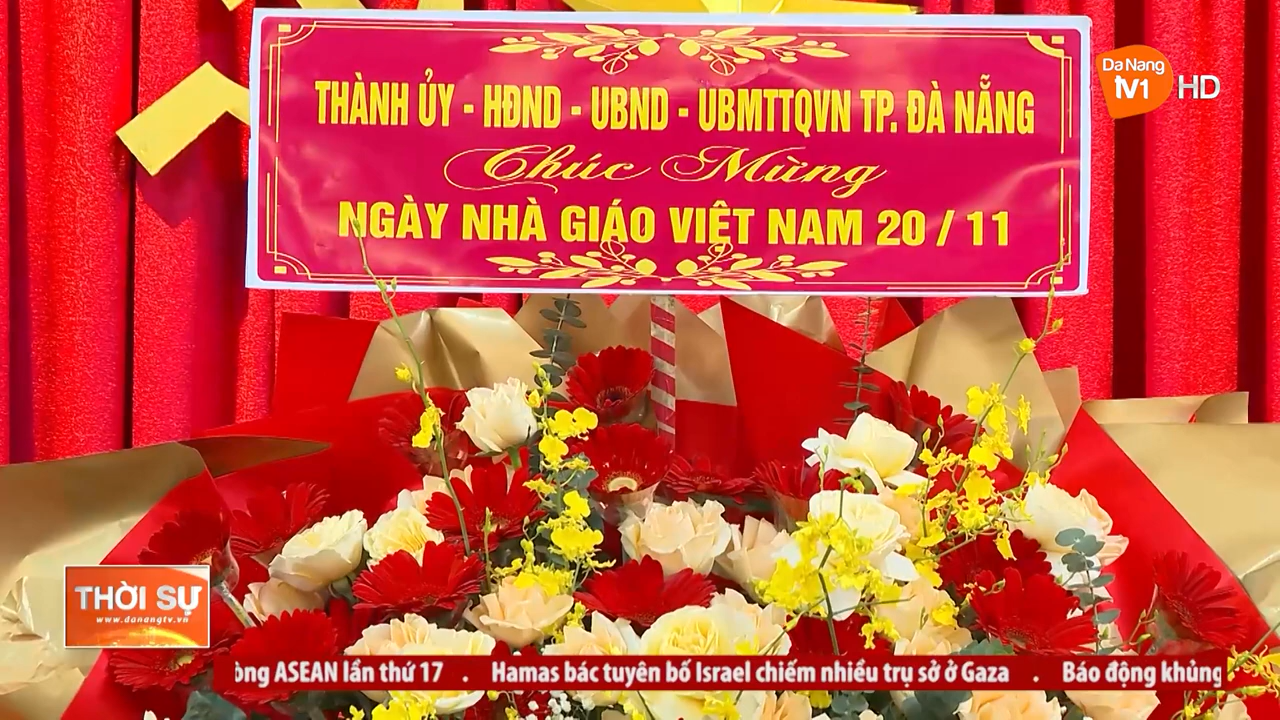 THÀNH ỦY - HĐND - UBND - UBMTTQVN TP. ĐÀ NẴNG
Chúc Mừng
NGÀY NHÀ GIÁO VIỆT NAM 20 / 11
Da Nang
tv1 HD
THỜI SỰ
www.danangtv.vn
òng ASEAN lần thứ 17 . Hamas bác tuyên bố Israel chiếm nhiều trụ sở ở Gaza . Báo động khủng